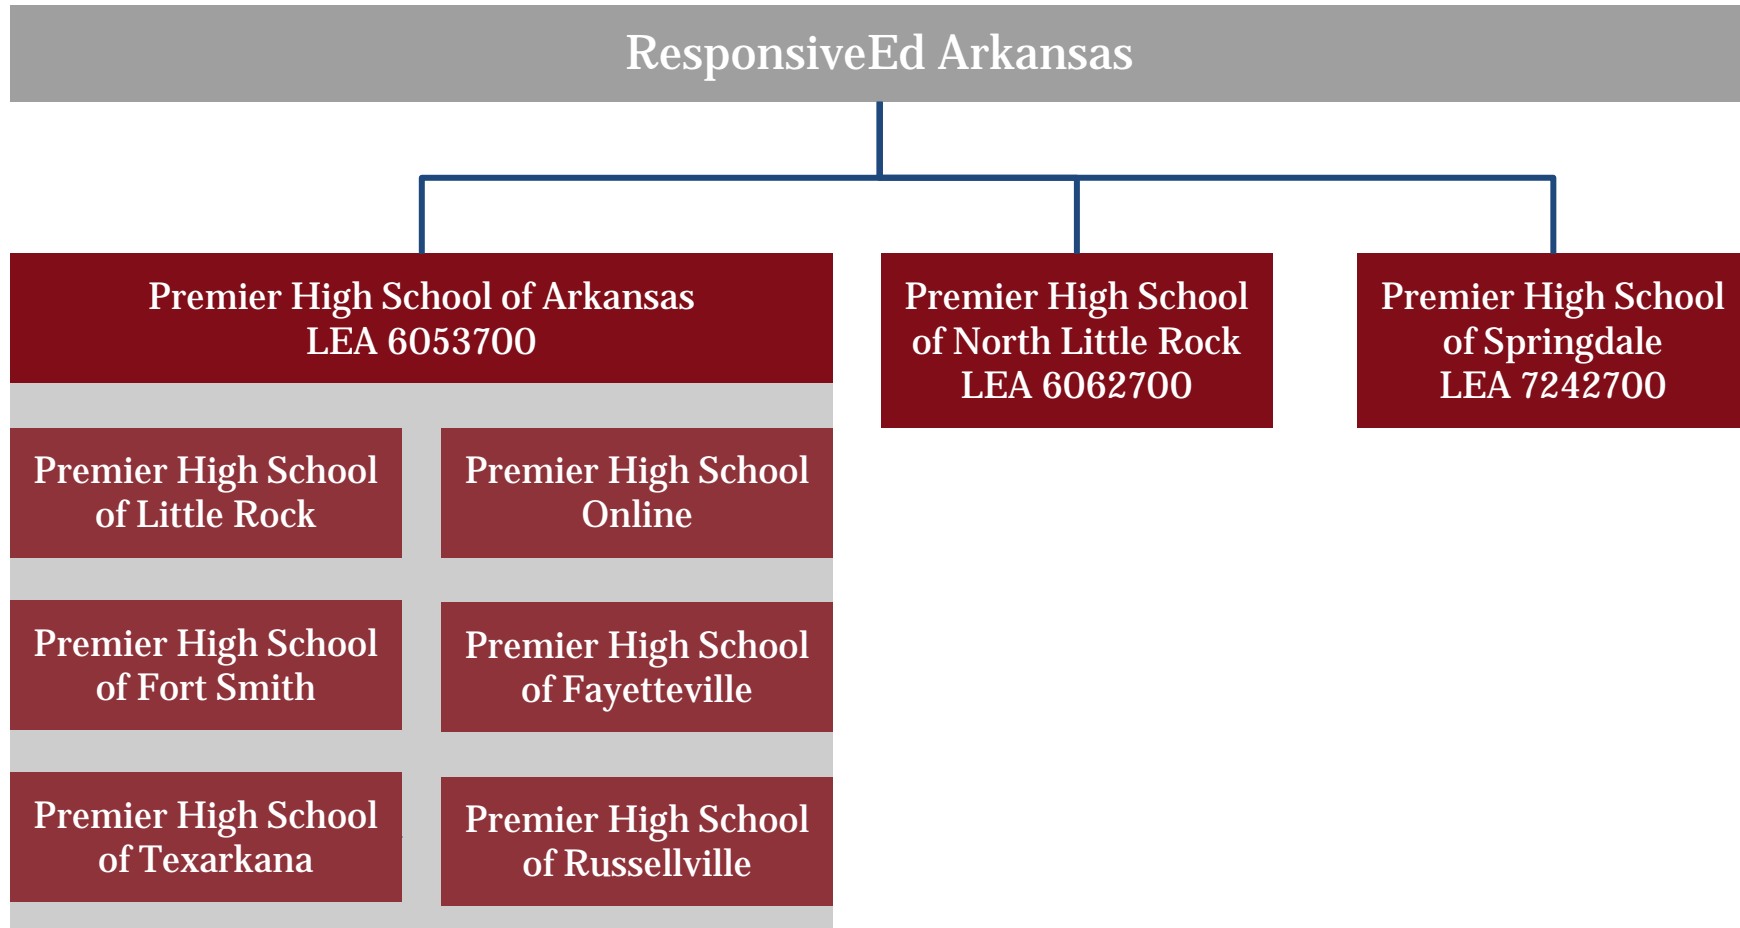 ResponsiveEd Arkansas
Premier High School of Arkansas
LEA 6053700
Premier High School
of North Little Rock
LEA 6062700
Premier High School
of Springdale
LEA 7242700
Premier High School
of Little Rock
Premier High School
Online
Premier High School
of Fort Smith
Premier High School
of Fayetteville
Premier High School
of Texarkana
Premier High School
of Russellville